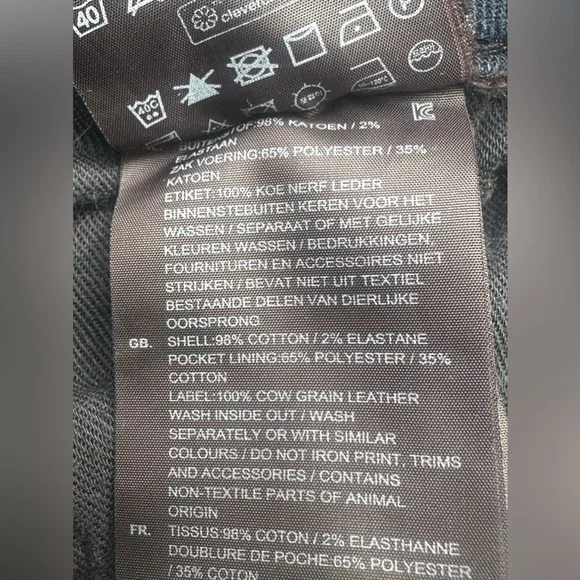 40
cleverc
40C
BUITENSTOF:98% KATOEN / 2%
ELASTAAN
ZAK VOERING:65% POLYESTER / 35%
KATOEN
ETIKET:100% KOE NERF LEDER
BINNENSTEBUITEN KEREN VOOR HET
WASSEN / SEPARAAT OF MET GELIJKE
KLEUREN WASSEN / BEDRUKKINGEN,
FOURNITUREN EN ACCESSOIRES NIET
STRIJKEN / BEVAT NIET UIT TEXTIEL
BESTAANDE DELEN VAN DIERLIJKE
OORSPRONG
GB. SHELL:98% COTTON / 2% ELASTANE
POCKET LINING:65% POLYESTER / 35%
COTTON
LABEL:100% COW GRAIN LEATHER
WASH INSIDE OUT / WASH
SEPARATELY OR WITH SIMILAR
COLOURS / DO NOT IRON PRINT, TRIMS
AND ACCESSORIES / CONTAINS
NON-TEXTILE PARTS OF ANIMAL
ORIGIN
FR. TISSUS:98% COTON / 2% ELASTHANNE
DOUBLURE DE POCHE:65% POLYESTER
/ 35% COTON